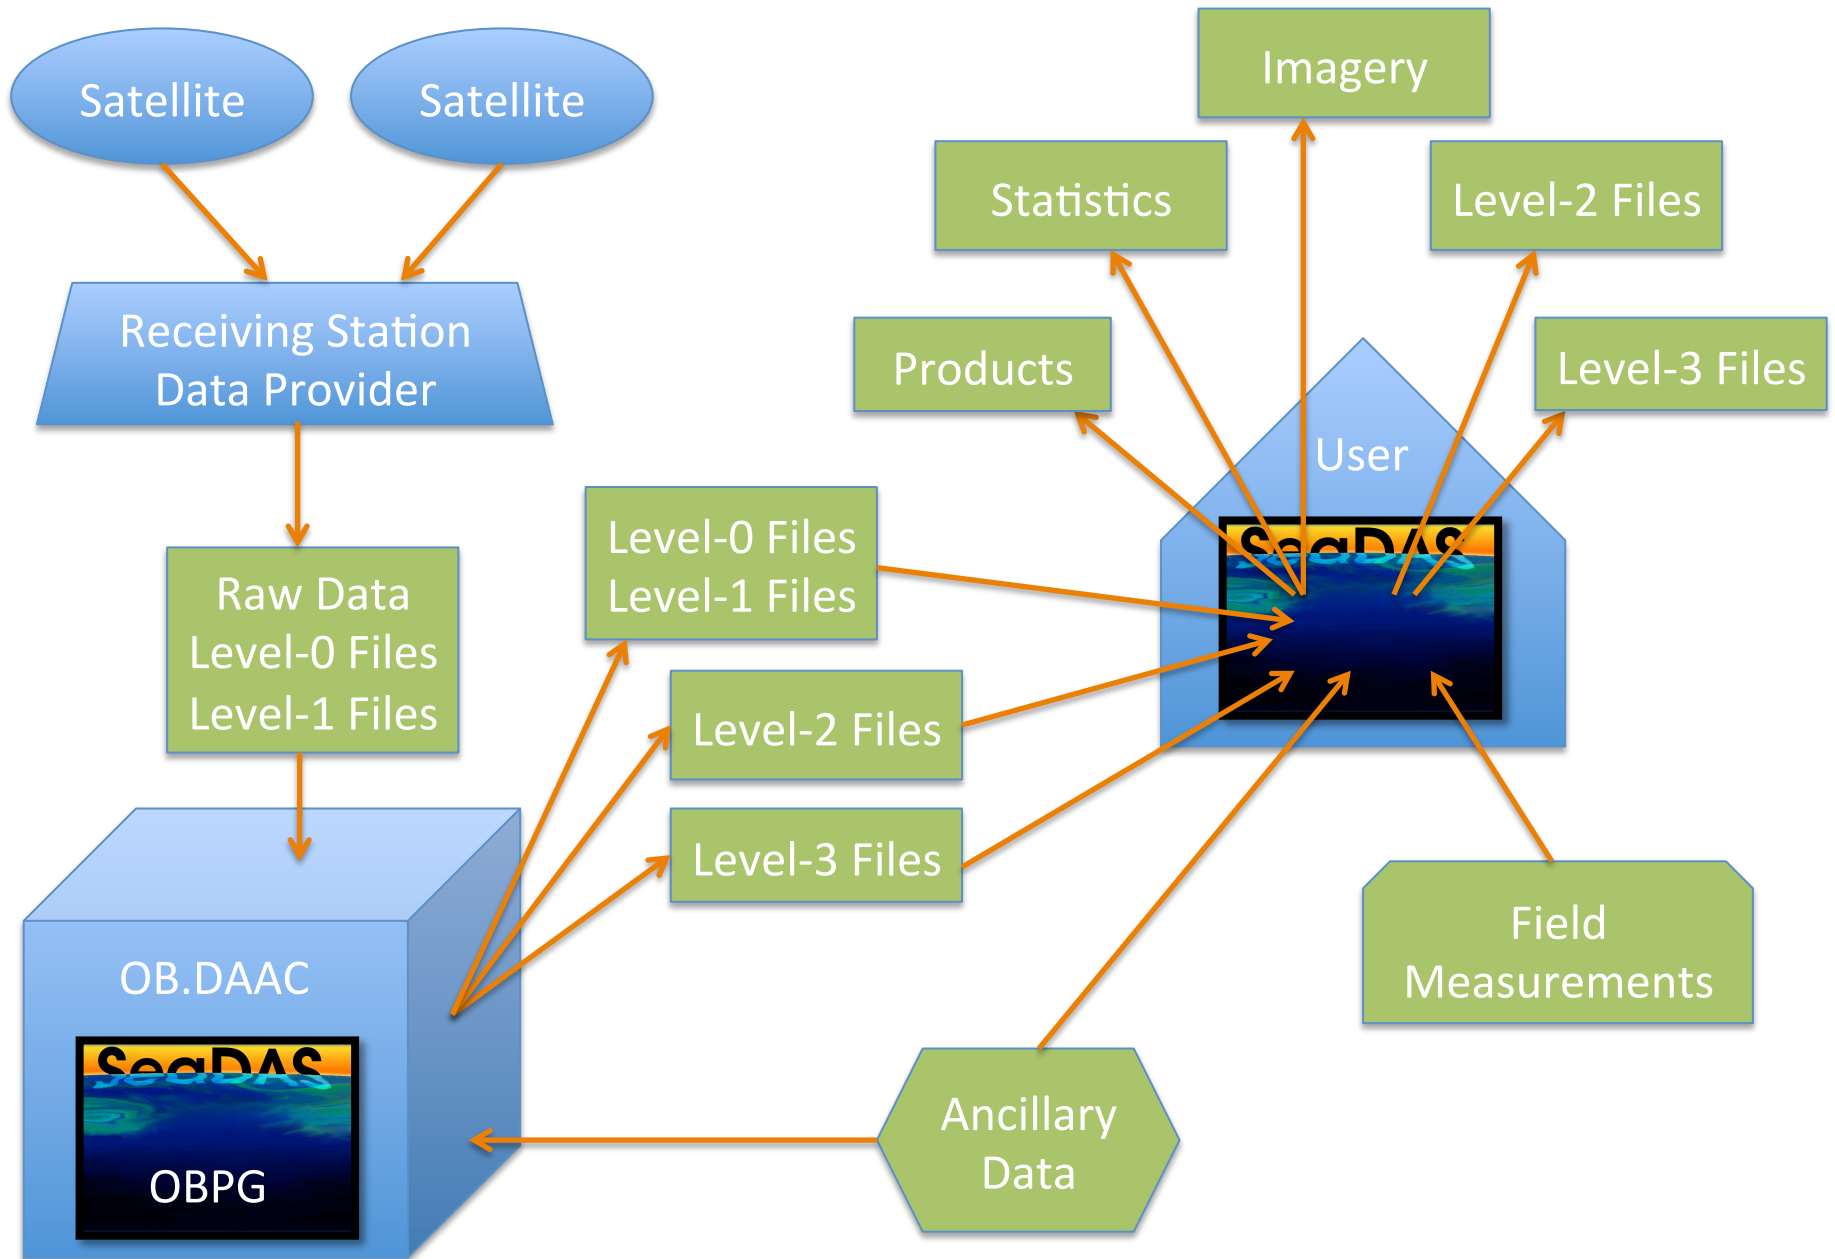 Satellite
Satellite
Receiving Station
Data Provider
Raw Data
Level-0 Files
Level-1 Files
OB.DAAC
SeaDAS
OBPG
Level-0 Files
Level-1 Files
Level-2 Files
Level-3 Files
Ancillary
Data
Field
Measurements
User
SeaDAS
Products
Statistics
Imagery
Level-2 Files
Level-3 Files